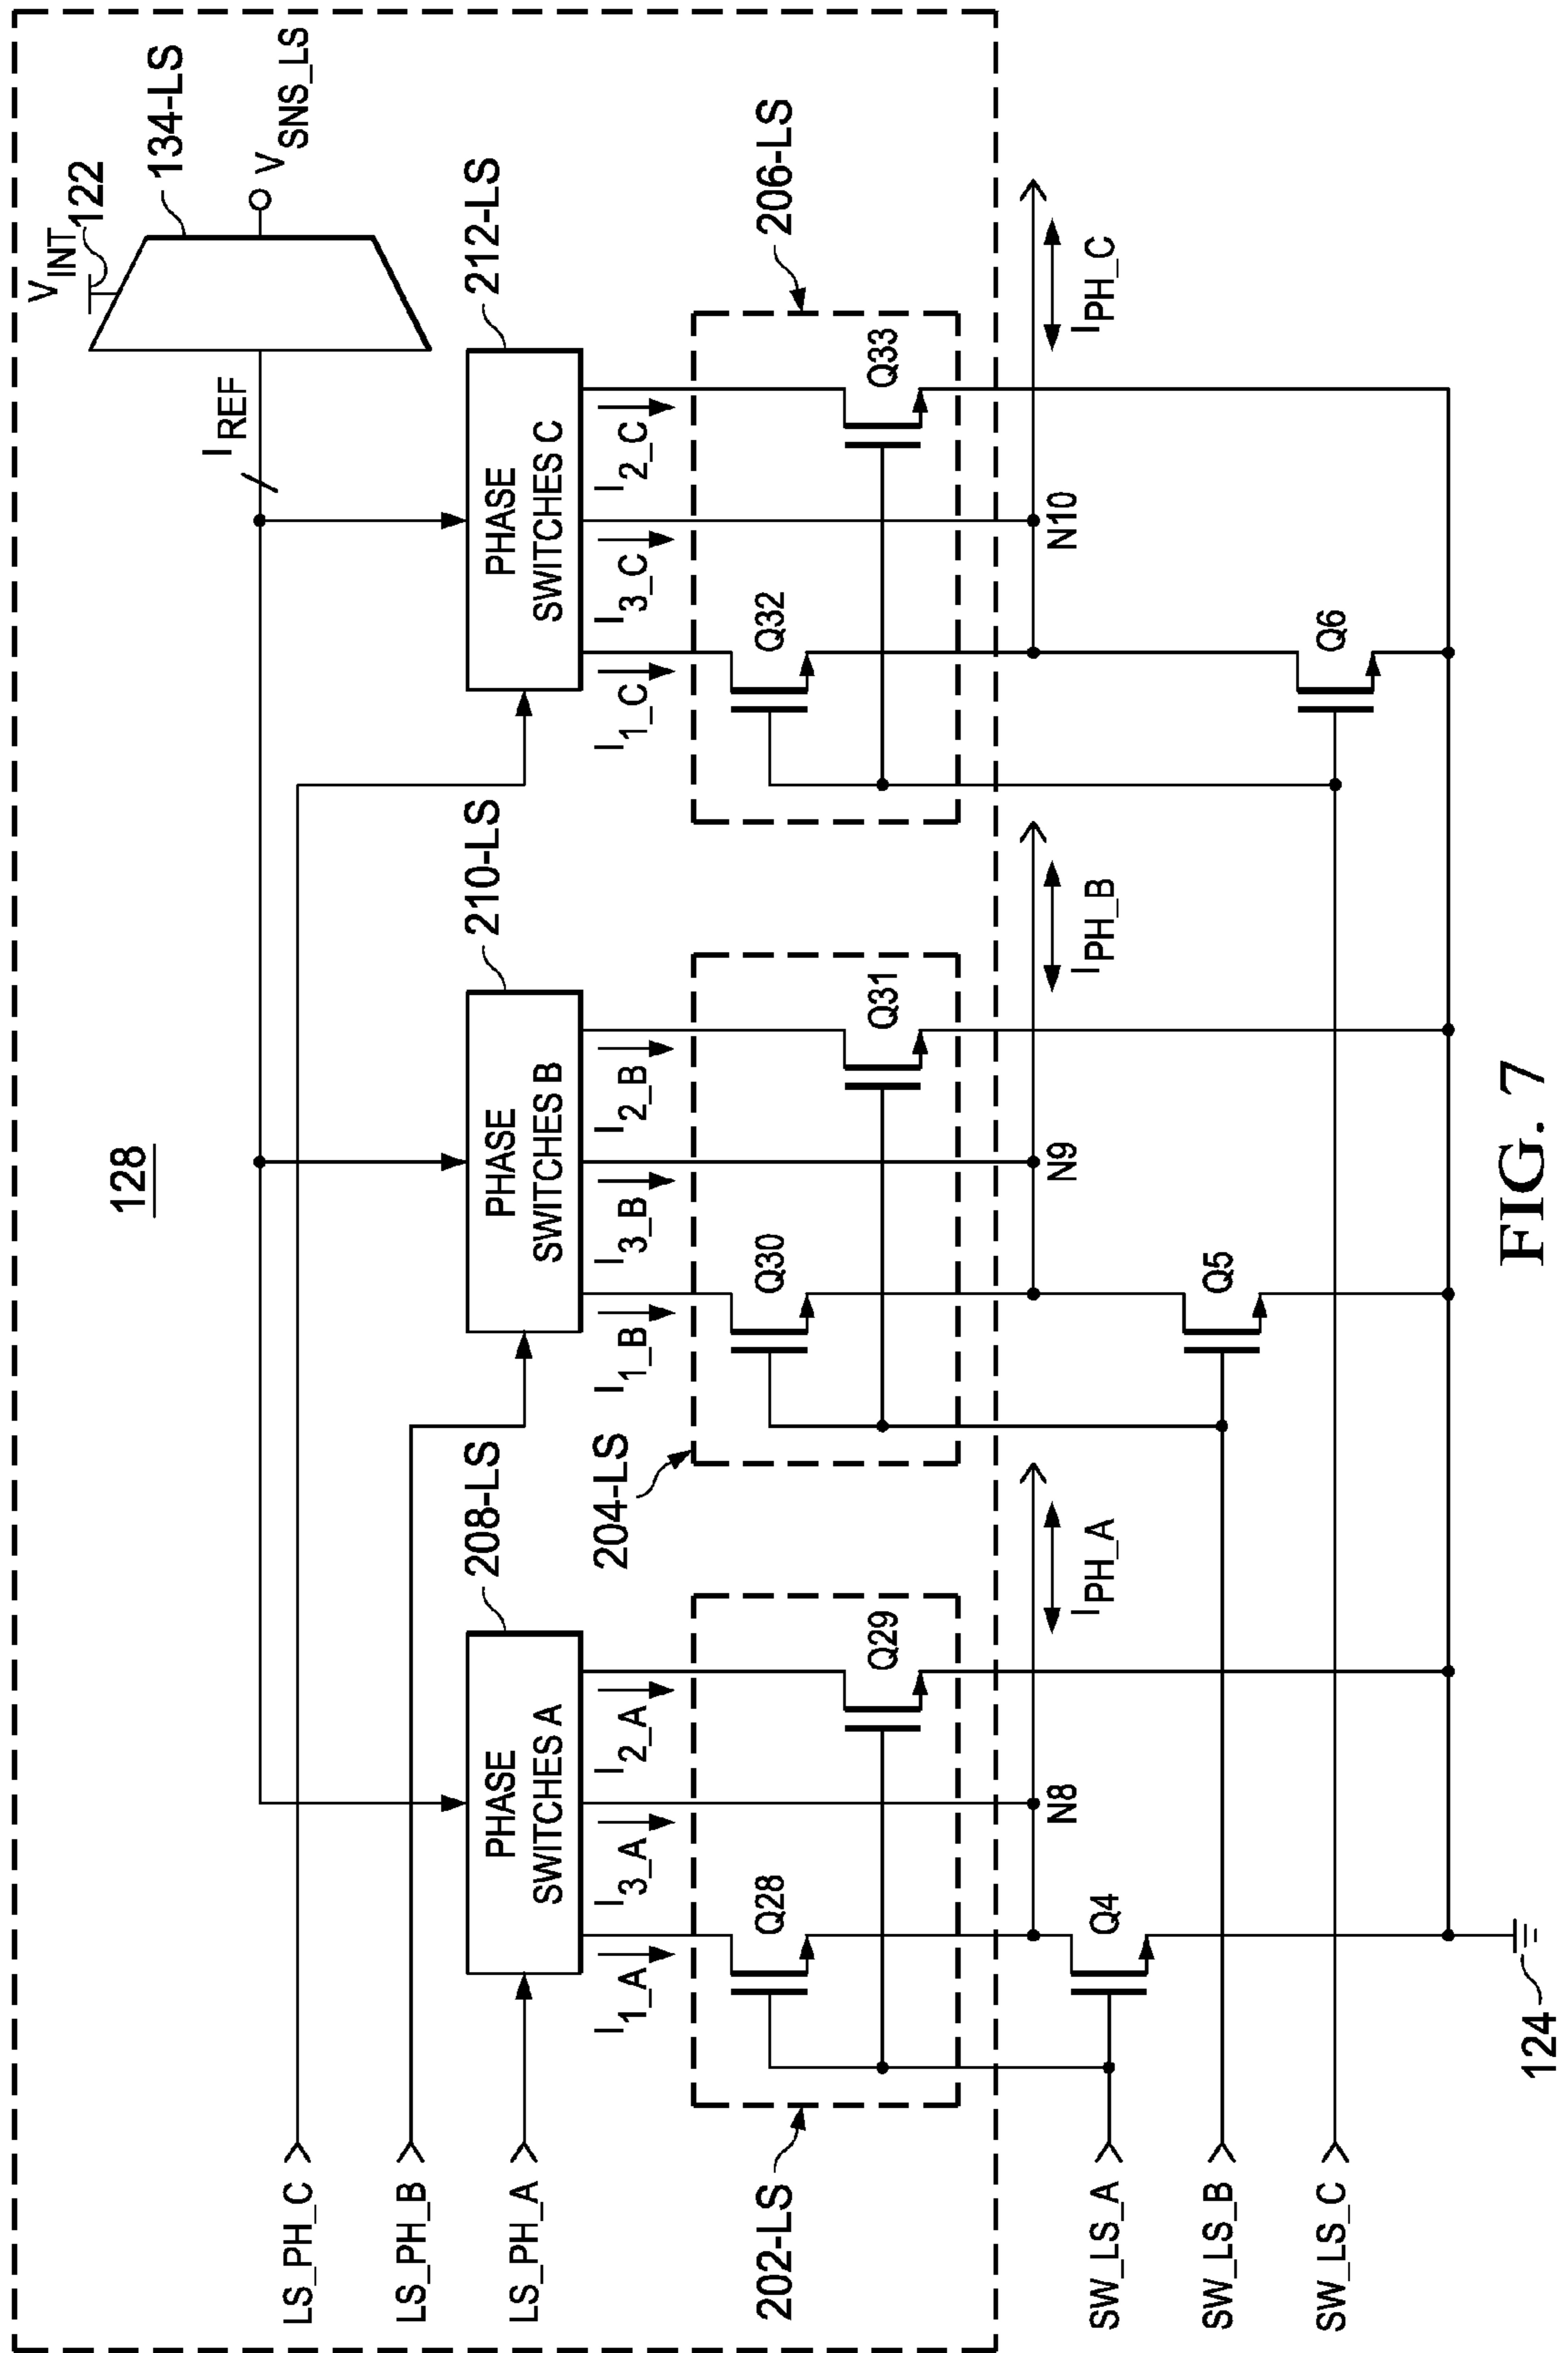 128
V_INT
122
134-LS
V_SNS_LS
I_REF
LS_PH_C
LS_PH_B
LS_PH_A
208-LS
210-LS
212-LS
PHASE
SWITCHES A
PHASE
SWITCHES B
PHASE
SWITCHES C
I_1_A
I_3_A
I_2_A
I_1_B
I_3_B
I_2_B
I_1_C
I_3_C
I_2_C
202-LS
204-LS
206-LS
Q28
Q29
Q30
Q31
Q32
Q33
N8
N9
N10
I_PH_A
I_PH_B
I_PH_C
SW_LS_A
SW_LS_B
SW_LS_C
Q4
Q5
Q6
124
FIG. 7